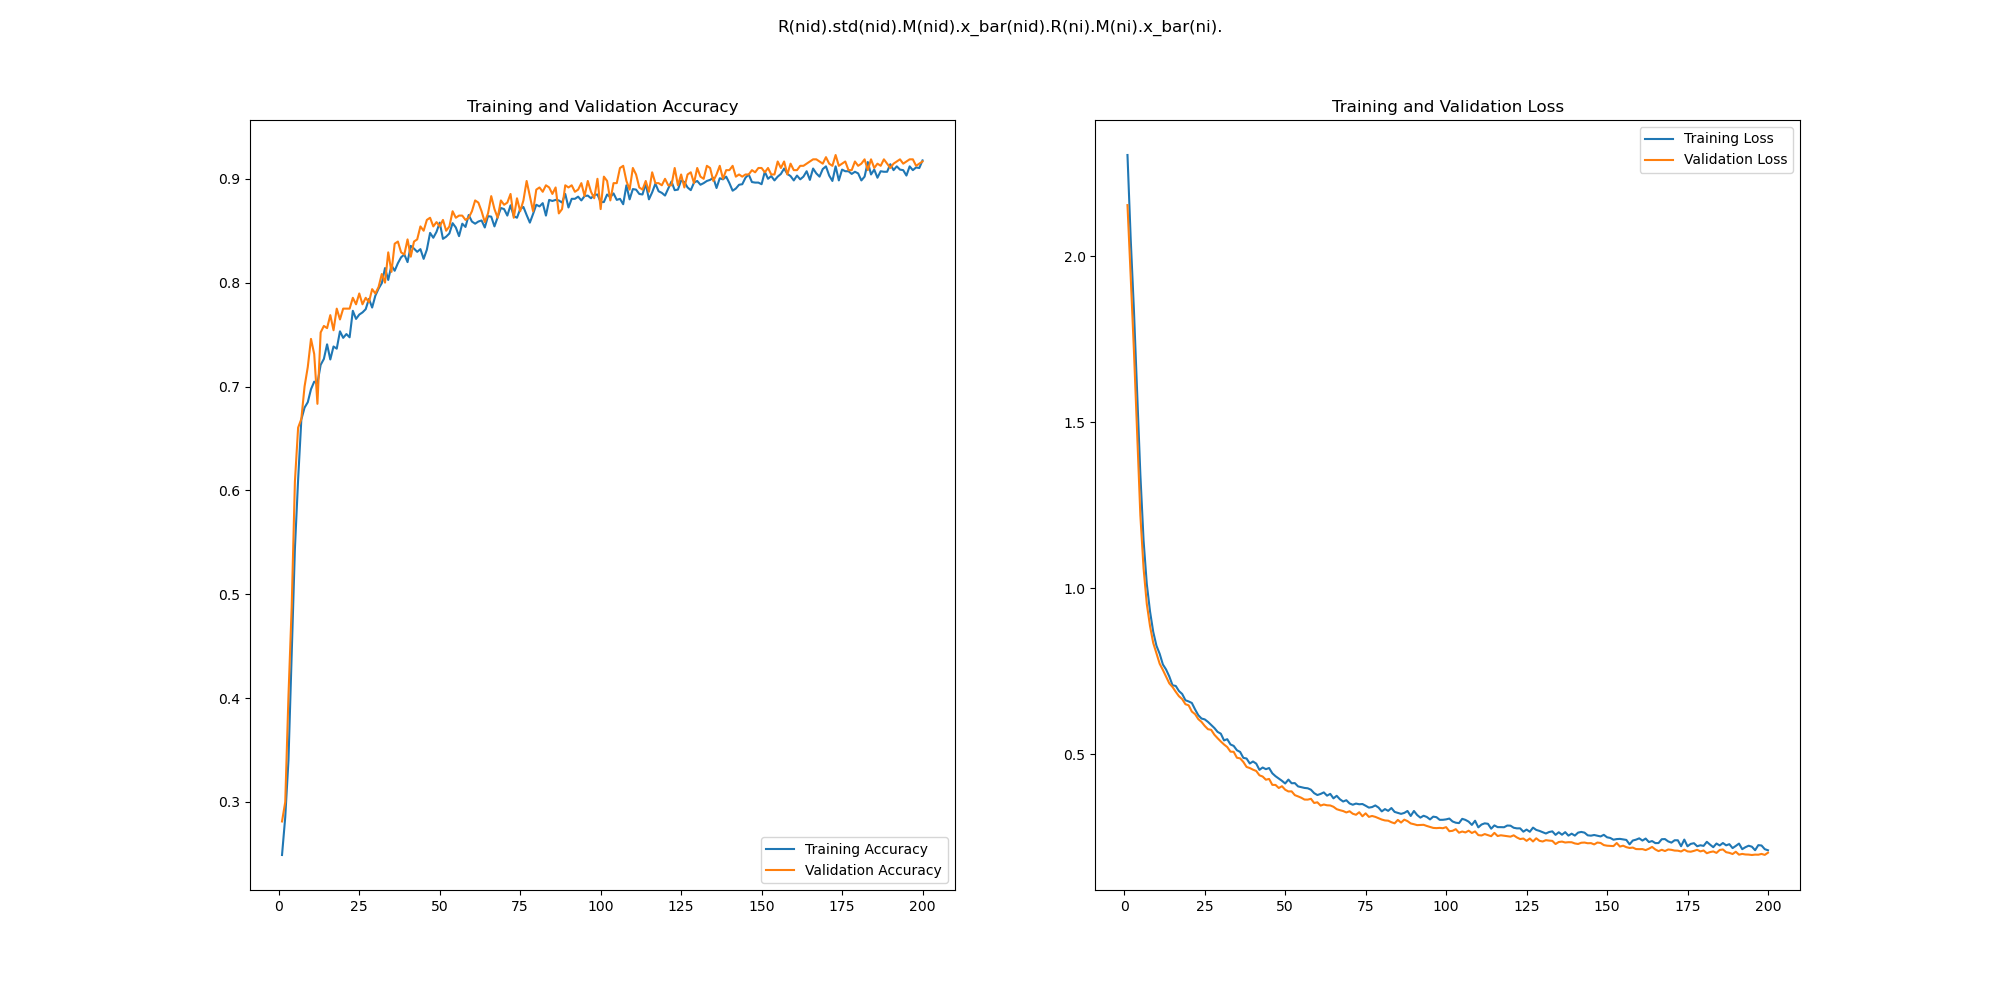 R(nid).std(nid).M(nid).x_bar(nid).R(ni).M(ni).x_bar(ni).
Training and Validation Accuracy
0.9
0.8
0.7
0.6
0.5
0.4
0.3
Training Accuracy
Validation Accuracy
0 25 50 75 100 125 150 175 200
Training and Validation Loss
Training Loss
Validation Loss
2.0
1.5
1.0
0.5
0 25 50 75 100 125 150 175 200